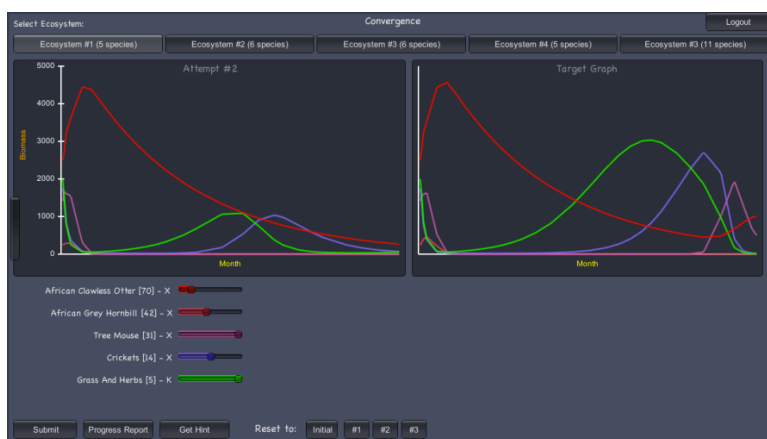 Select Ecosystem:
Convergence
Logout
Ecosystem #1 (5 species)
Ecosystem #2 (6 species)
Ecosystem #3 (6 species)
Ecosystem #4 (5 species)
Ecosystem #3 (11 species)
Attempt #2
5000
4000
3000
2000
1000
0
Biomass
Month
Target Graph
Month
African Clawless Otter [70] - X
African Grey Hornbill [42] - X
Tree Mouse [31] - X
Crickets [14] - X
Grass And Herbs [5] - K
Submit
Progress Report
Get Hint
Reset to:
Initial
#1
#2
#3